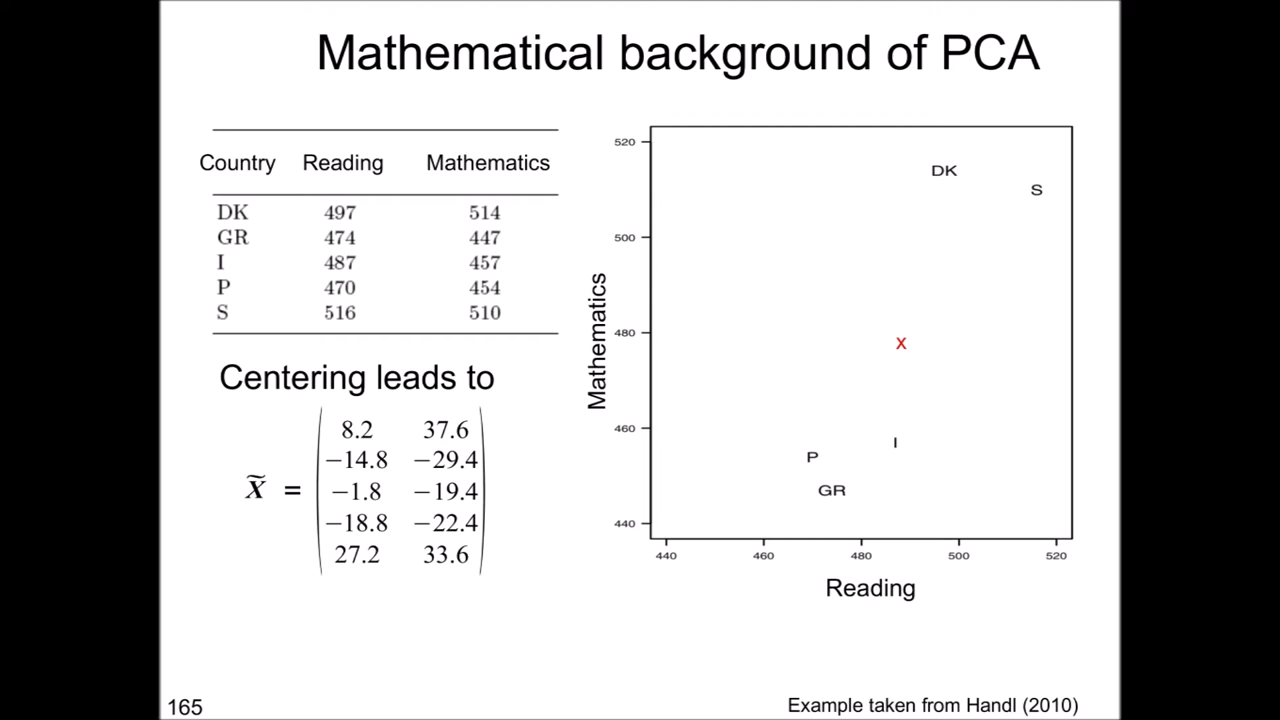 Mathematical background of PCA
Country Reading Mathematics
DK 497 514
GR 474 447
I 487 457
P 470 454
S 516 510
Centering leads to
X̃ =
8.2 37.6
−14.8 −29.4
−1.8 −19.4
−18.8 −22.4
27.2 33.6
520
500
480
460
440
Mathematics
DK
S
X
I
P
GR
440 460 480 500 520
Reading
165
Example taken from Handl (2010)